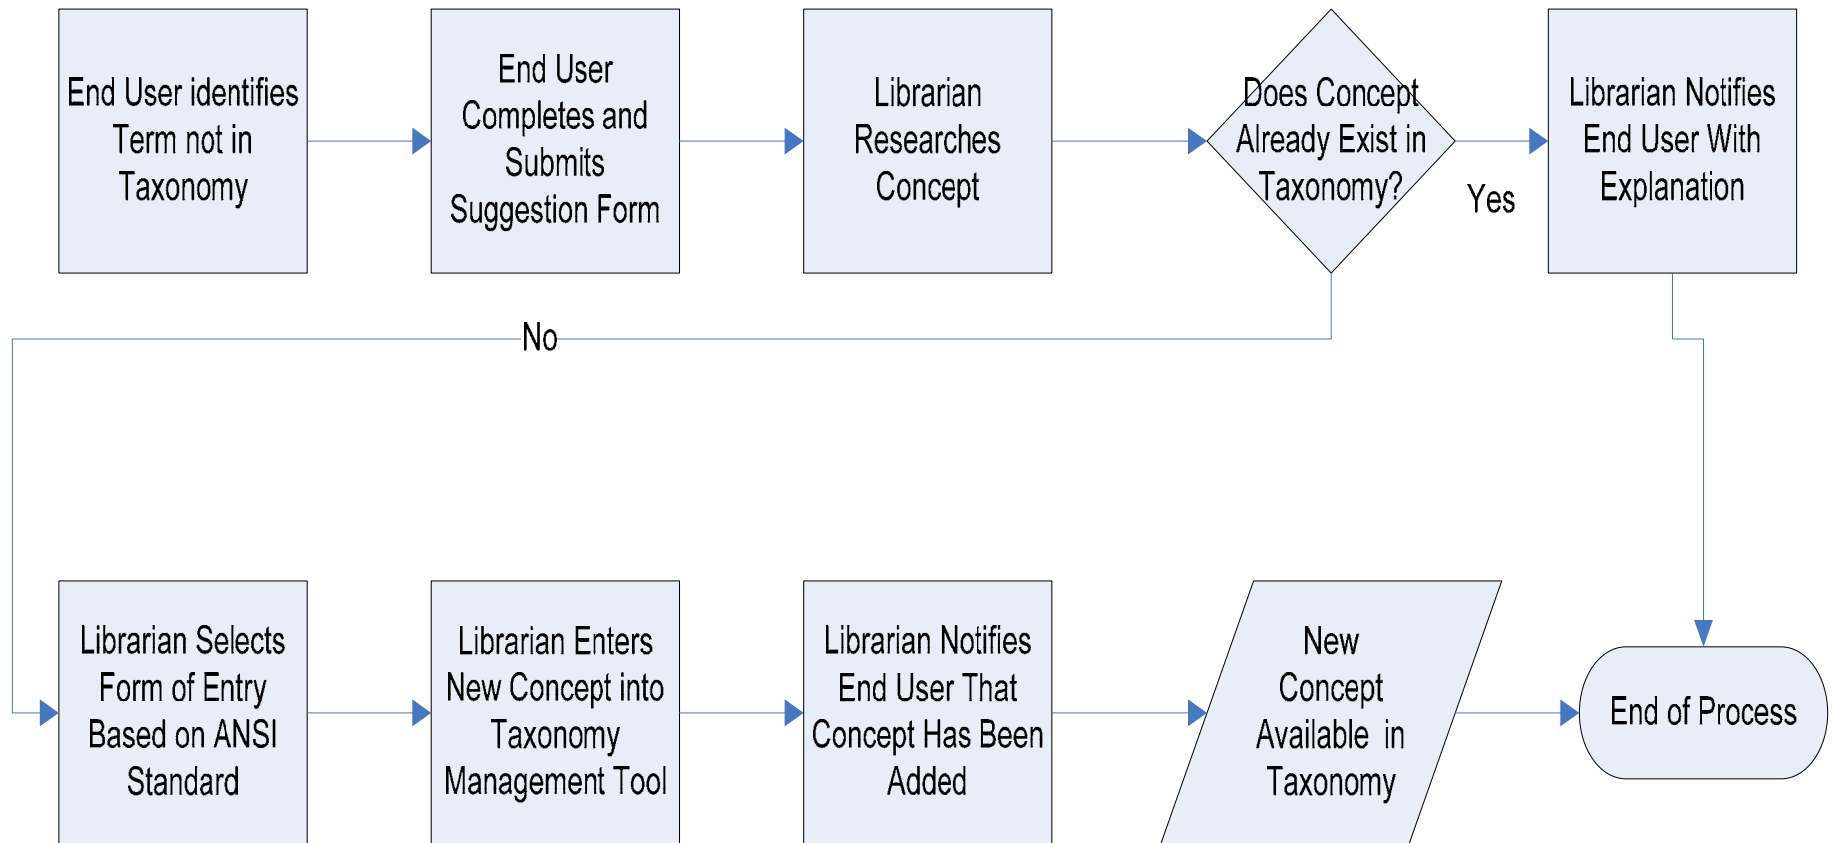 End User identifies
Term not in
Taxonomy
End User
Completes and
Submits
Suggestion Form
Librarian
Researches
Concept
Does Concept
Already Exist in
Taxonomy?
Yes
Librarian Notifies
End User With
Explanation
No
Librarian Selects
Form of Entry
Based on ANSI
Standard
Librarian Enters
New Concept into
Taxonomy
Management Tool
Librarian Notifies
End User That
Concept Has Been
Added
New
Concept
Available in
Taxonomy
End of Process